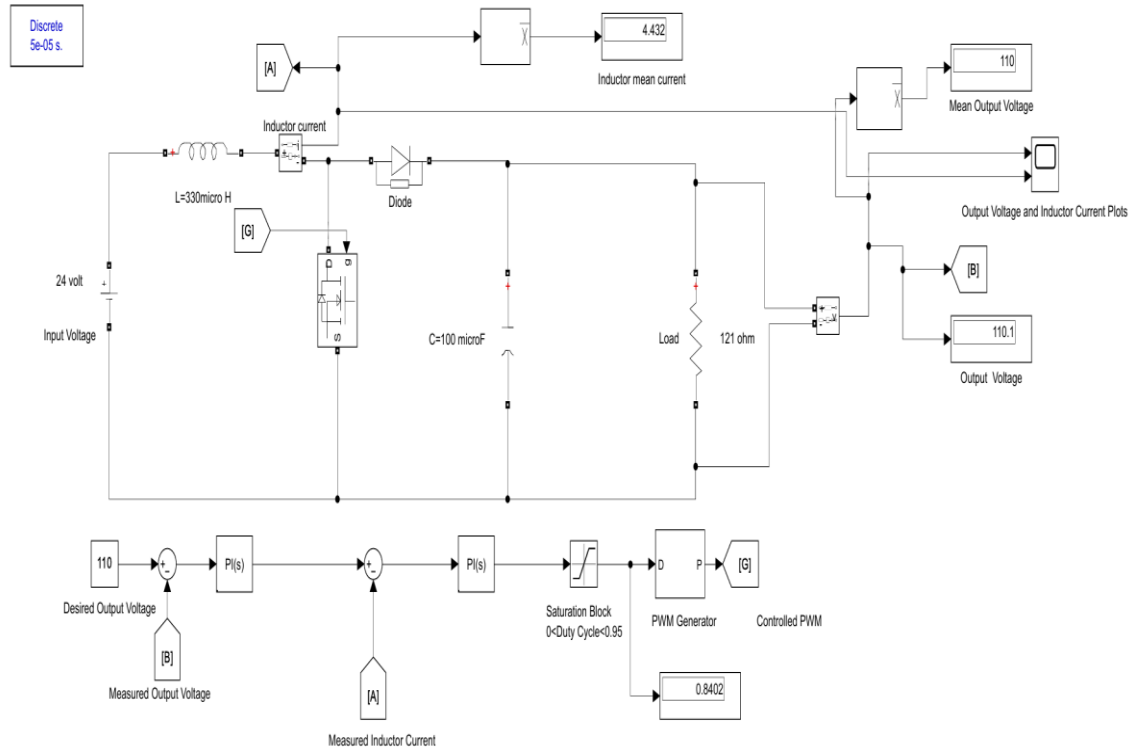 Discrete
5e-05 s.
[A]
x
4.432
Inductor mean current
x
110
Mean Output Voltage
Inductor current
i
+
-
L=330micro H
Diode
Output Voltage and Inductor Current Plots
[G]
g
D
S
24 volt
+
Input Voltage
C=100 microF
+
Load
+
121 ohm
+
-
v
[B]
110.1
Output Voltage
110
Desired Output Voltage
+
-
PI(s)
+
-
PI(s)
Saturation Block
0<Duty Cycle<0.95
D
P
PWM Generator
[G]
Controlled PWM
[B]
Measured Output Voltage
[A]
Measured Inductor Current
0.8402